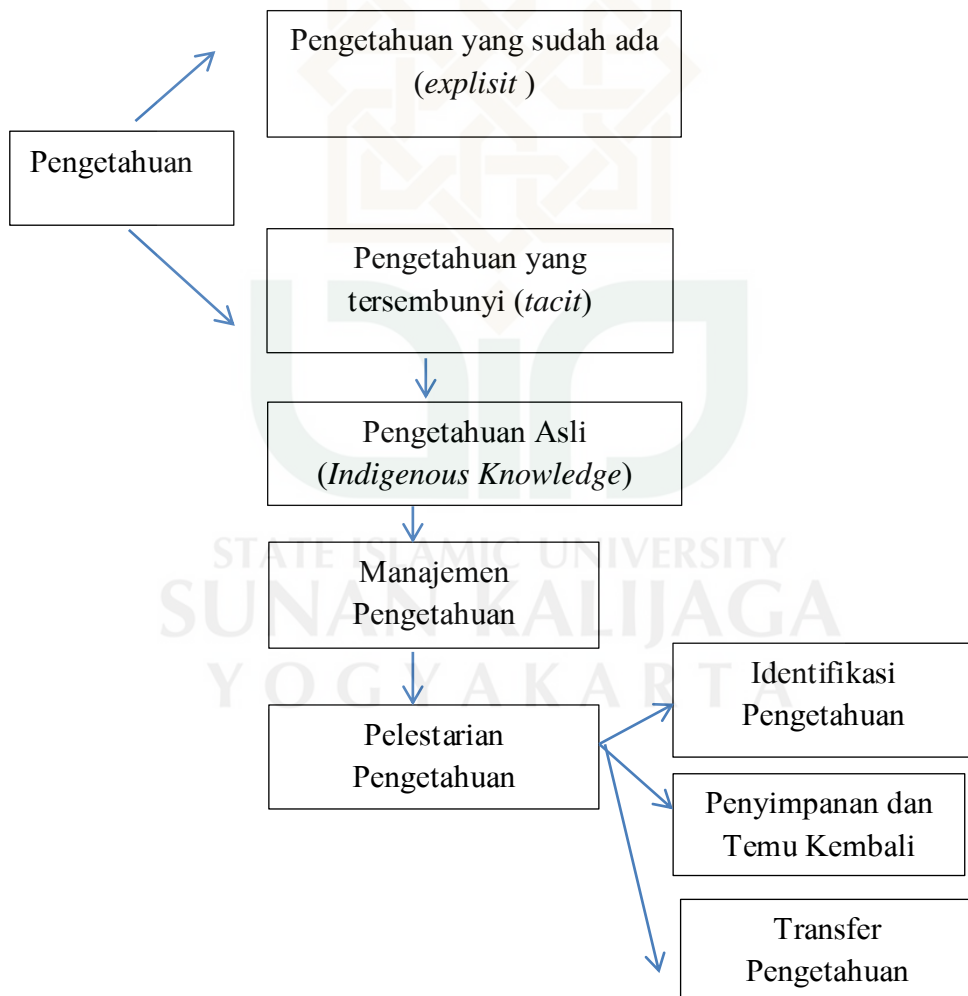 Pengetahuan yang sudah ada
(explisit )
Pengetahuan
Pengetahuan yang
tersembunyi (tacit)
Pengetahuan Asli
(Indigenous Knowledge)
STATE ISLAMIC UNIVERSITY
SUNAN KALIJAGA
YOGYAKARTA
Manajemen
Pengetahuan
Pelestarian
Pengetahuan
Identifikasi
Pengetahuan
Penyimpanan dan
Temu Kembali
Transfer
Pengetahuan